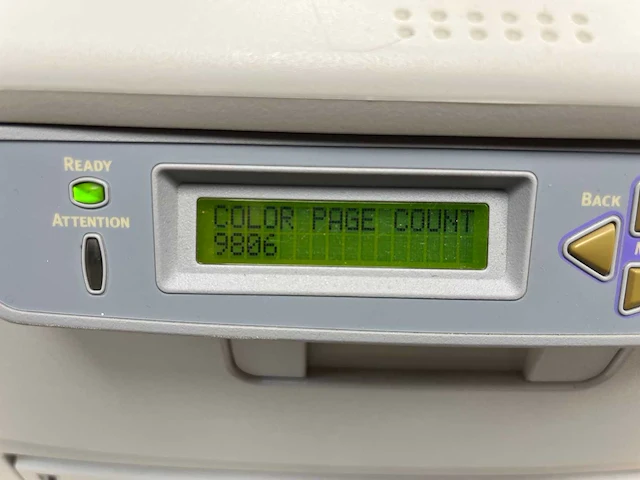 READY
ATTENTION
COLOR PAGE COUNT
9806
BACK